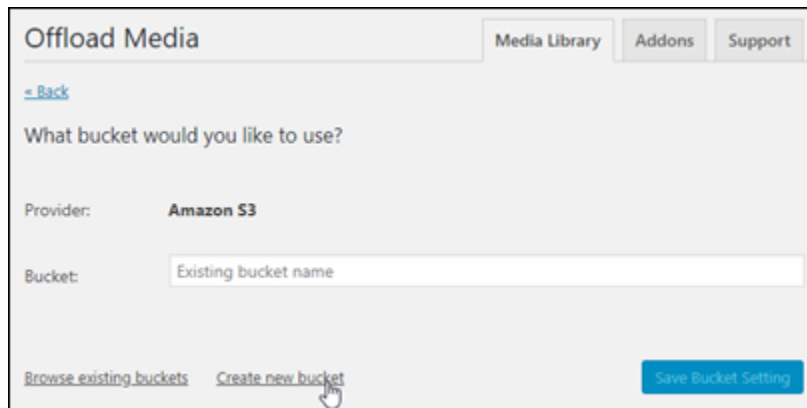 Offload Media
Media Library Addons Support
« Back
What bucket would you like to use?
Provider: Amazon S3
Bucket: Existing bucket name
Browse existing buckets Create new bucket Save Bucket Setting